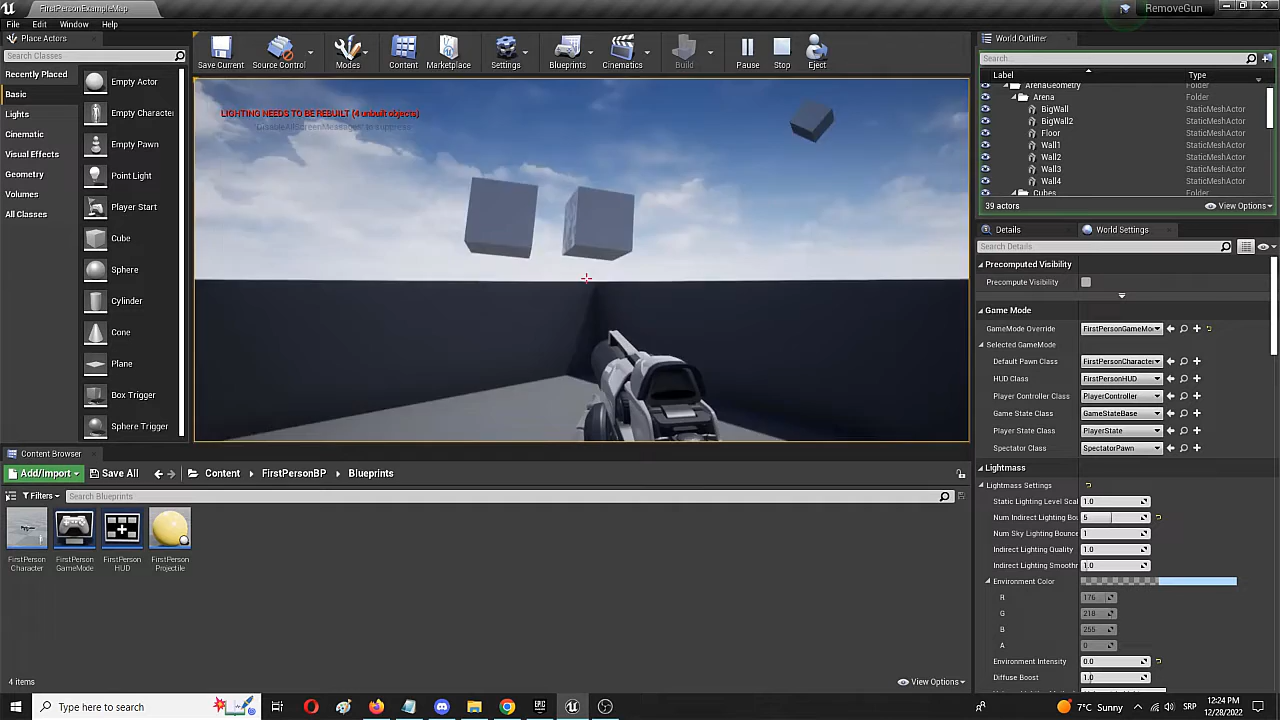 FirstPersonExampleMap
RemoveGun
File Edit Window Help
Place Actors
Search Classes
Recently Placed
Basic
Lights
Cinematic
Visual Effects
Geometry
Volumes
All Classes
Empty Actor
Empty Character
Empty Pawn
Point Light
Player Start
Cube
Sphere
Cylinder
Cone
Plane
Box Trigger
Sphere Trigger
Save Current
Source Control
Modes
Content
Marketplace
Settings
Blueprints
Cinematics
Build
Pause
Stop
Eject
LIGHTING NEEDS TO BE REBUILT (4 unbuilt objects)
'DisableAllScreenMessages' to suppress
World Outliner
Search...
Label Type
ArenaGeometry Folder
Arena Folder
BigWall StaticMeshActor
BigWall2 StaticMeshActor
Floor StaticMeshActor
Wall1 StaticMeshActor
Wall2 StaticMeshActor
Wall3 StaticMeshActor
Wall4 StaticMeshActor
Cubes Folder
39 actors
View Options
Details
World Settings
Search Details
Precomputed Visibility
Precompute Visibility
Game Mode
GameMode Override FirstPersonGameMo
Selected GameMode
Default Pawn Class FirstPersonCharacte
HUD Class FirstPersonHUD
Player Controller Class PlayerController
Game State Class GameStateBase
Player State Class PlayerState
Spectator Class SpectatorPawn
Lightmass
Lightmass Settings
Static Lighting Level Scal 1.0
Num Indirect Lighting Bou 5
Num Sky Lighting Bounce 1
Indirect Lighting Quality 1.0
Indirect Lighting Smoothn 1.0
Environment Color
R 176
G 218
B 255
A 0
Environment Intensity 0.0
Diffuse Boost 1.0
Content Browser
Add/Import
Save All
Content
FirstPersonBP
Blueprints
Filters
Search Blueprints
FirstPerson
Character
FirstPerson
GameMode
FirstPerson
HUD
FirstPerson
Projectile
4 items
View Options
Type here to search
7°C Sunny
SRP
12:24 PM
12/28/2022